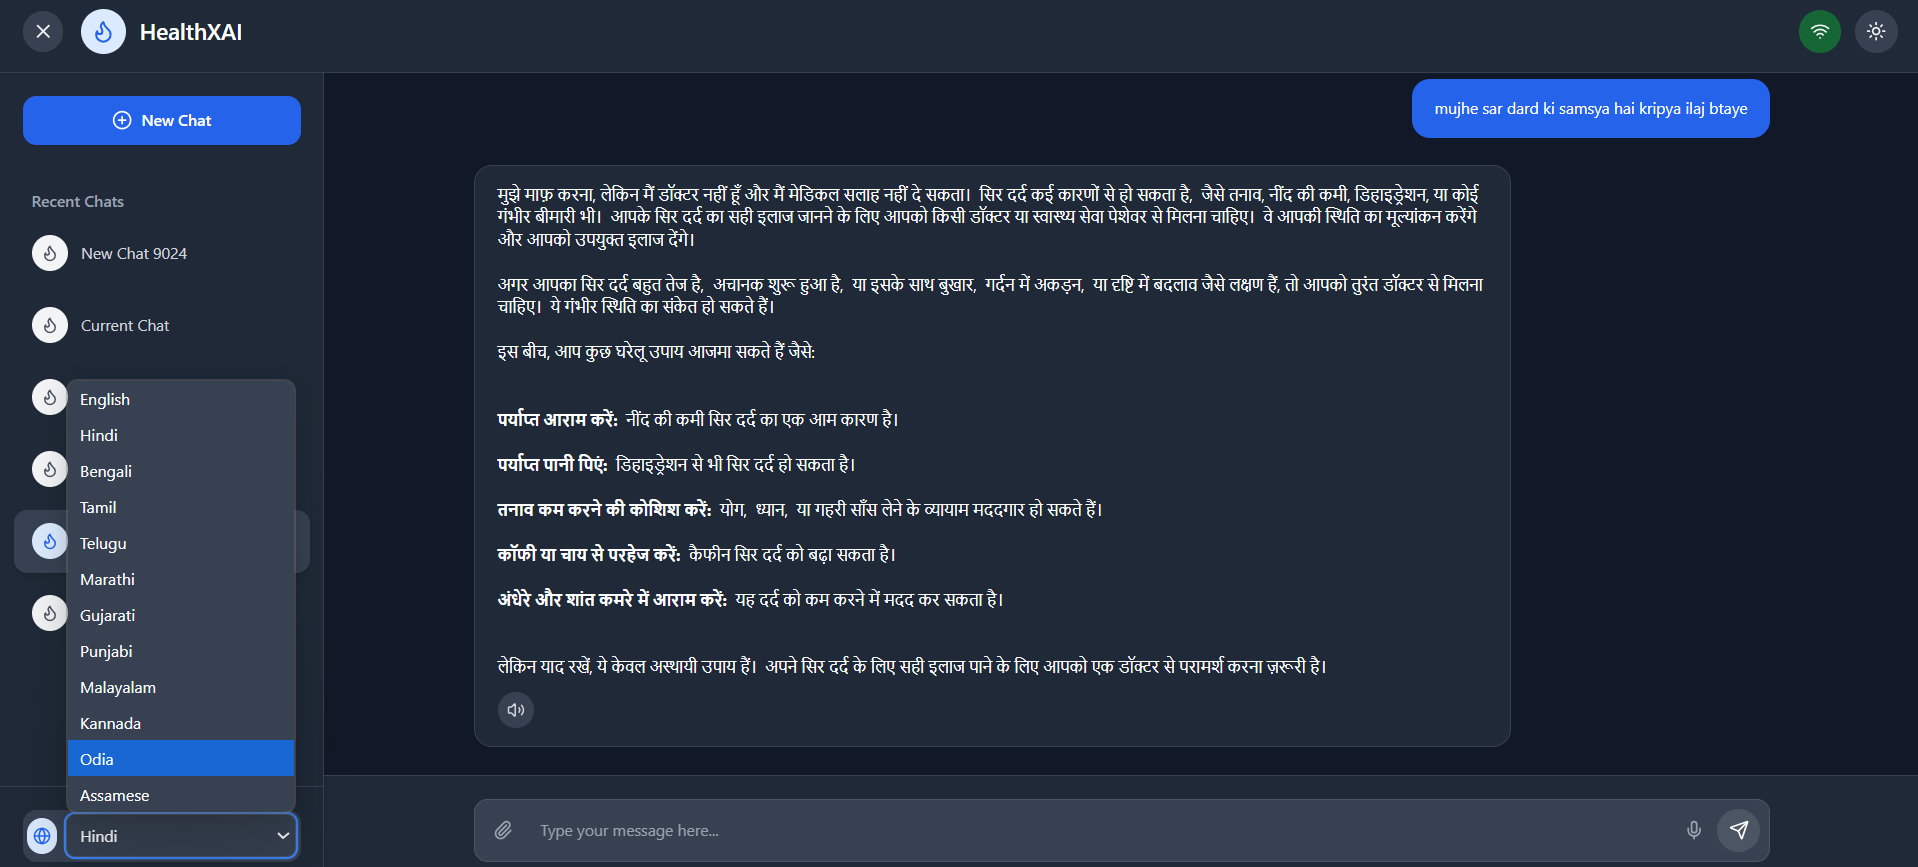 HealthXAI
New Chat
Recent Chats
New Chat 9024
Current Chat
English
Hindi
Bengali
Tamil
Telugu
Marathi
Gujarati
Punjabi
Malayalam
Kannada
Odia
Assamese
Hindi
mujhe sar dard ki samsya hai kripya ilaj btaye
मुझे माफ़ करना, लेकिन मैं डॉक्टर नहीं हूँ और मैं मेडिकल सलाह नहीं दे सकता। सिर दर्द कई कारणों से हो सकता है, जैसे तनाव, नींद की कमी, डिहाइड्रेशन, या कोई
गंभीर बीमारी भी। आपके सिर दर्द का सही इलाज जानने के लिए आपको किसी डॉक्टर या स्वास्थ्य सेवा पेशेवर से मिलना चाहिए। वे आपकी स्थिति का मूल्यांकन करेंगे
और आपको उपयुक्त इलाज देंगे।
अगर आपका सिर दर्द बहुत तेज है, अचानक शुरू हुआ है, या इसके साथ बुखार, गर्दन में अकड़न, या दृष्टि में बदलाव जैसे लक्षण हैं, तो आपको तुरंत डॉक्टर से मिलना
चाहिए। ये गंभीर स्थिति का संकेत हो सकते हैं।
इस बीच, आप कुछ घरेलू उपाय आजमा सकते हैं जैसे:
पर्याप्त आराम करें: नींद की कमी सिर दर्द का एक आम कारण है।
पर्याप्त पानी पिएं: डिहाइड्रेशन से भी सिर दर्द हो सकता है।
तनाव कम करने की कोशिश करें: योग, ध्यान, या गहरी साँस लेने के व्यायाम मददगार हो सकते हैं।
कॉफी या चाय से परहेज करें: कैफीन सिर दर्द को बढ़ा सकता है।
अंधेरे और शांत कमरे में आराम करें: यह दर्द को कम करने में मदद कर सकता है।
लेकिन याद रखें, ये केवल अस्थायी उपाय हैं। अपने सिर दर्द के लिए सही इलाज पाने के लिए आपको एक डॉक्टर से परामर्श करना ज़रूरी है।
Type your message here...